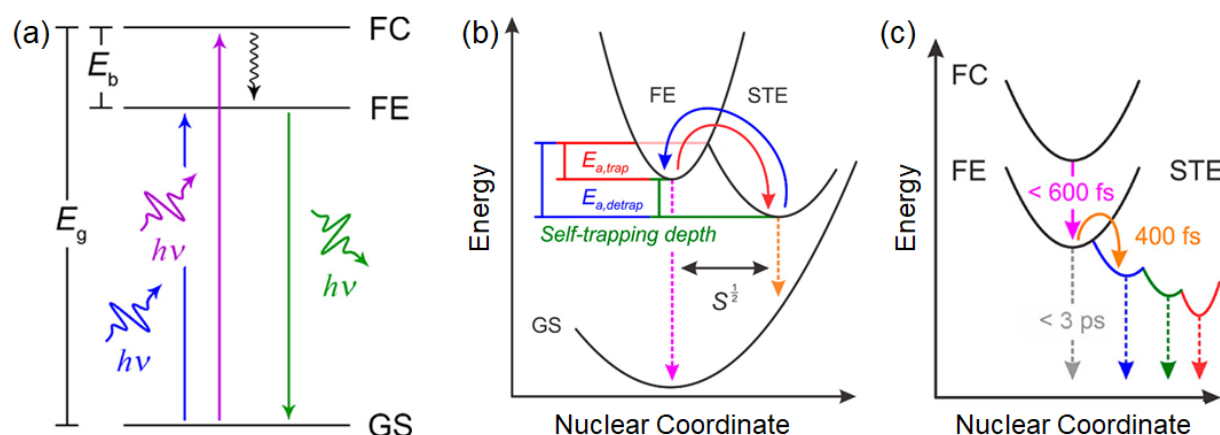 (a)
FC
E_b
FE
E_g
hν
hν
hν
GS
(b)
FE
STE
E_a,trap
E_a,detrap
Self-trapping depth
S^½
GS
Energy
Nuclear Coordinate
(c)
FC
FE
STE
< 600 fs
400 fs
< 3 ps
Energy
Nuclear Coordinate